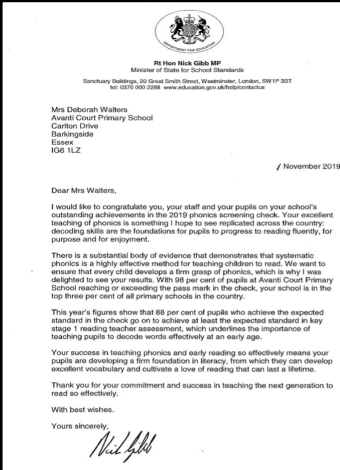 DEPARTMENT FOR EDUCATION
Rt Hon Nick Gibb MP
Minister of State for School Standards
Sanctuary Buildings, 20 Great Smith Street, Westminster, London, SW1P 3DT
tel: 0370 000 2288 www.education.gov.uk/help/contactus
Mrs Deborah Walters
Avanti Court Primary School
Carlton Drive
Barkingside
Essex
IG6 1LZ
/ November 2019
Dear Mrs Walters,
I would like to congratulate you, your staff and your pupils on your school's
outstanding achievements in the 2019 phonics screening check. Your excellent
teaching of phonics is something I hope to see replicated across the country:
decoding skills are the foundations for pupils to progress to reading fluently, for
purpose and for enjoyment.
There is a substantial body of evidence that demonstrates that systematic
phonics is a highly effective method for teaching children to read. We want to
ensure that every child develops a firm grasp of phonics, which is why I was
delighted to see your results. With 98 per cent of pupils at Avanti Court Primary
School reaching or exceeding the pass mark in the check, your school is in the
top three per cent of all primary schools in the country.
This year's figures show that 88 per cent of pupils who achieve the expected
standard in the check go on to achieve at least the expected standard in key
stage 1 reading teacher assessment, which underlines the importance of
teaching pupils to decode words effectively at an early age.
Your success in teaching phonics and early reading so effectively means your
pupils are developing a firm foundation in literacy, from which they can develop
excellent vocabulary and cultivate a love of reading that can last a lifetime.
Thank you for your commitment and success in teaching the next generation to
read so effectively.
With best wishes.
Yours sincerely,
Nick Gibb